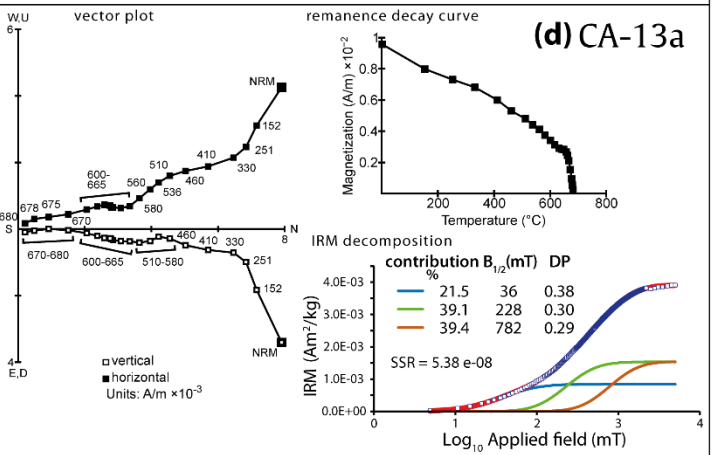 vector plot
W,U
6
NRM
152
251
330
410
460
536
510
560
580
600-
665
670
675
678
680
S
N
8
670-680
600-665
510-580
460
410
330
251
152
NRM
4
E,D
vertical
horizontal
Units: A/m ×10⁻³
remanence decay curve
(d) CA-13a
Magnetization (A/m) ×10⁻²
1
0.8
0.6
0.4
0.2
200 400 600 800
Temperature (°C)
IRM decomposition
contribution B1/2(mT) DP
%
21.5 36 0.38
39.1 228 0.30
39.4 782 0.29
SSR = 5.38 e-08
IRM (Am²/kg)
4.0E-03
3.0E-03
2.0E-03
1.0E-03
0.0E+00
0 1 2 3 4
Log₁₀ Applied field (mT)